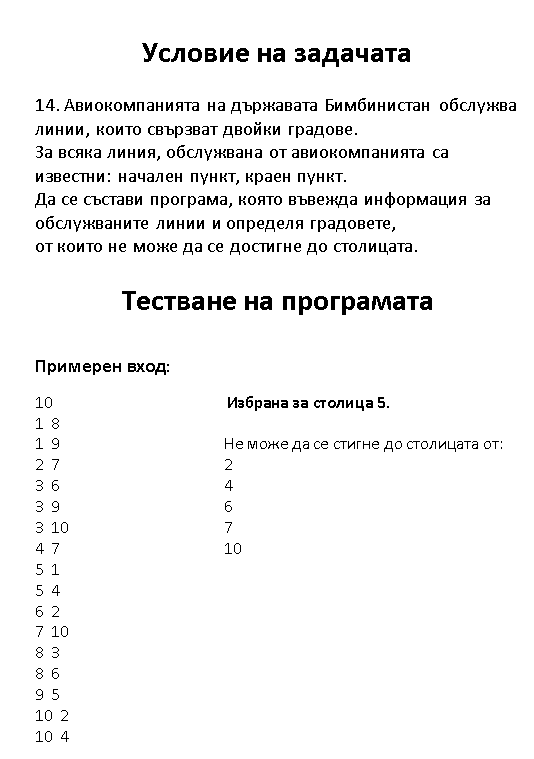 Условие на задачата
14. Авиокомпанията на държавата Бимбинистан обслужва
линии, които свързват двойки градове.
За всяка линия, обслужвана от авиокомпанията са
известни: начален пункт, краен пункт.
Да се състави програма, която въвежда информация за
обслужваните линии и определя градовете,
от които не може да се достигне до столицата.
Тестване на програмата
Примерен вход:
10
1 8
1 9
2 7
3 6
3 9
3 10
4 7
5 1
5 4
6 2
7 10
8 3
8 6
9 5
10 2
10 4
Избрана за столица 5.
Не може да се стигне до столицата от:
2
4
6
7
10